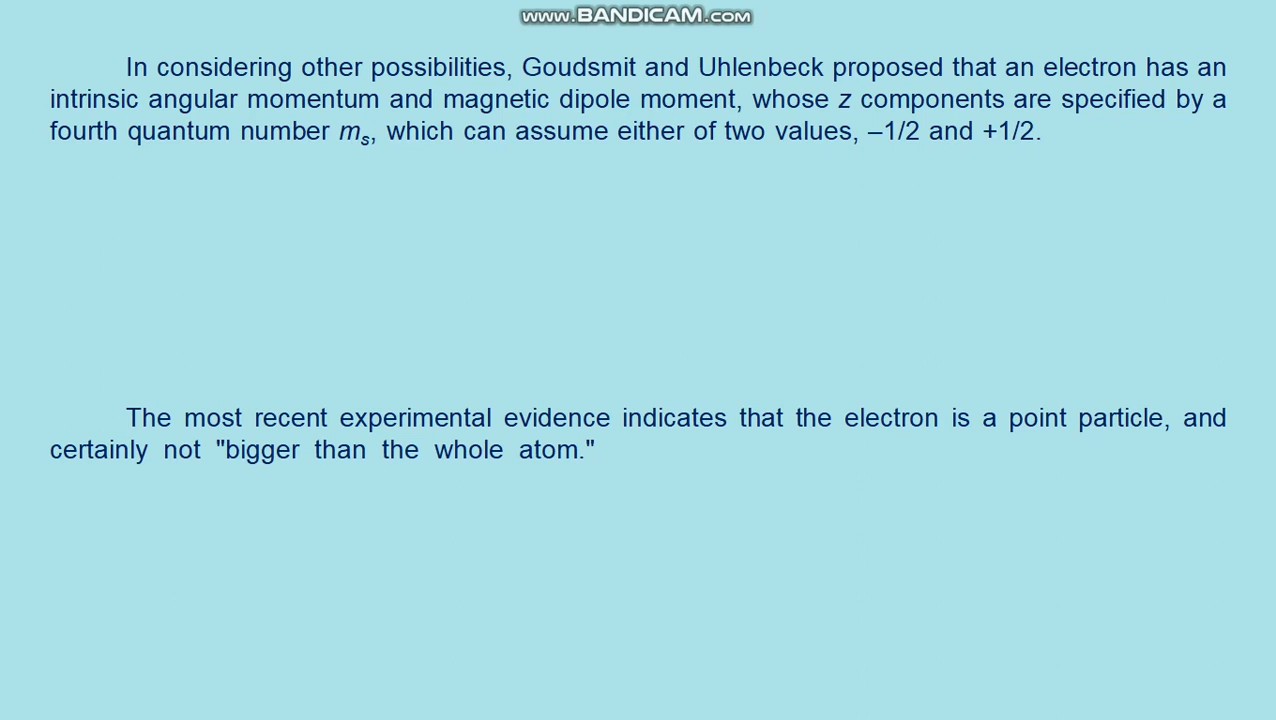 www.BANDICAM.com
In considering other possibilities, Goudsmit and Uhlenbeck proposed that an electron has an
intrinsic angular momentum and magnetic dipole moment, whose z components are specified by a
fourth quantum number mₛ, which can assume either of two values, –1/2 and +1/2.
The most recent experimental evidence indicates that the electron is a point particle, and
certainly not "bigger than the whole atom."